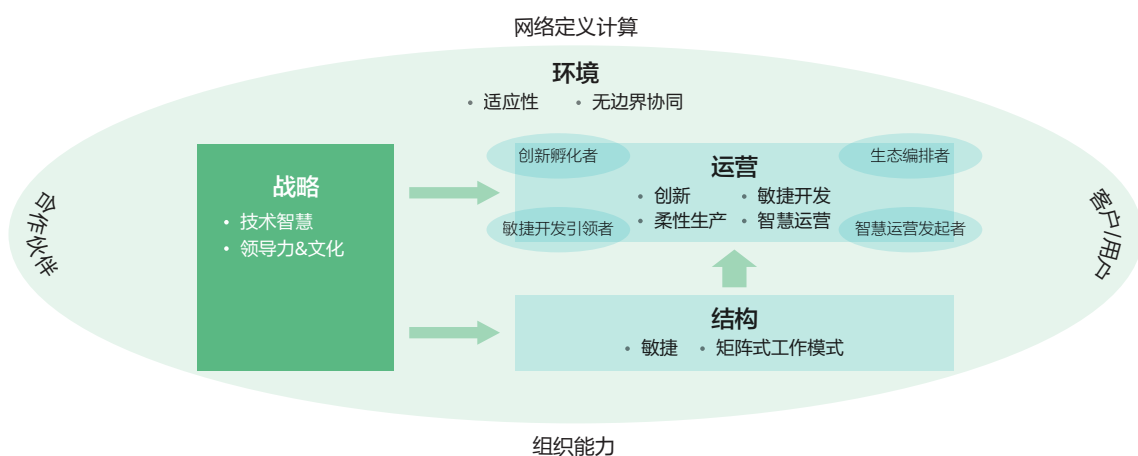 网络定义计算
环境
• 适应性 • 无边界协同
战略
• 技术智慧
• 领导力&文化
创新孵化者
生态编排者
运营
• 创新 • 敏捷开发
• 柔性生产 • 智慧运营
敏捷开发引领者
智慧运营发起者
结构
• 敏捷 • 矩阵式工作模式
合作伙伴
客户/用户
组织能力